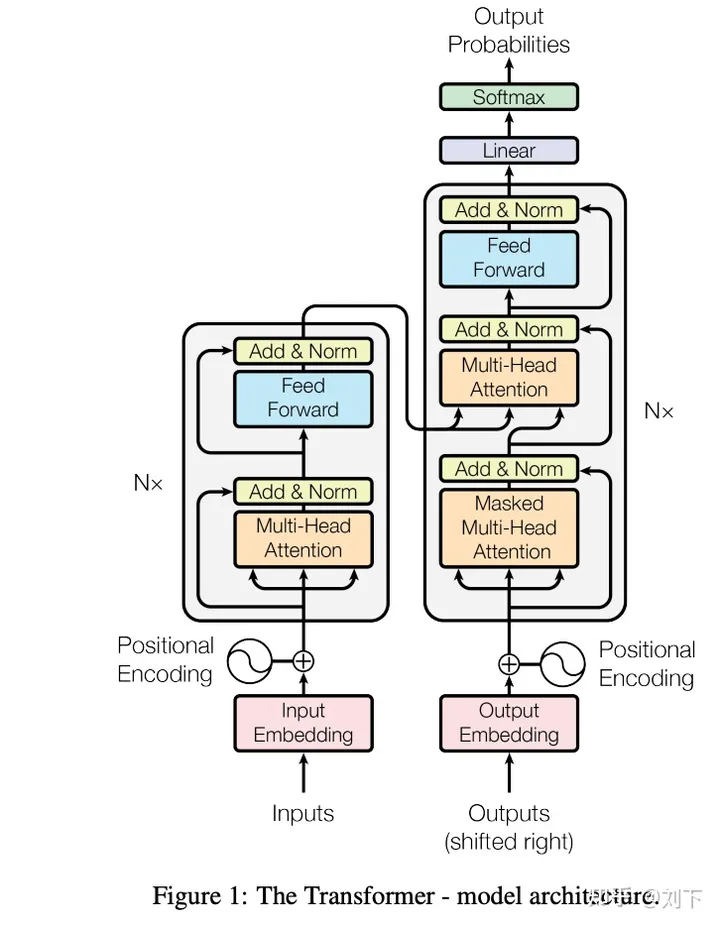 Output
Probabilities
Softmax
Linear
Add & Norm
Feed
Forward
Add & Norm
Multi-Head
Attention
Add & Norm
Masked
Multi-Head
Attention
Nx
Add & Norm
Feed
Forward
Add & Norm
Multi-Head
Attention
N×
Positional
Encoding
Positional
Encoding
Input
Embedding
Output
Embedding
Inputs
Outputs
(shifted right)
Figure 1: The Transformer - model architecture.
知乎 @刘下